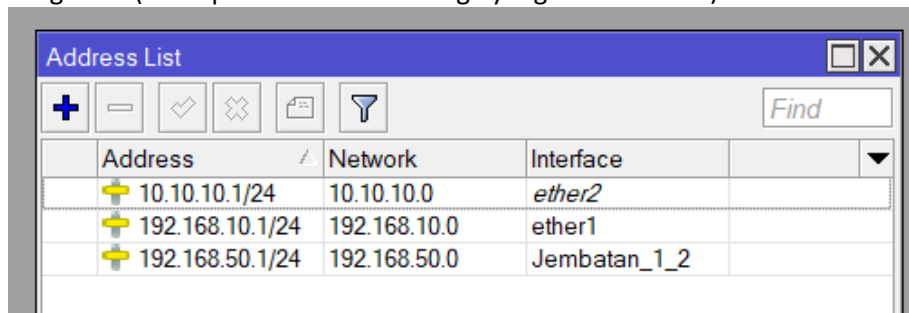 Address List
Find
Address Network Interface
10.10.10.1/24 10.10.10.0 ether2
192.168.10.1/24 192.168.10.0 ether1
192.168.50.1/24 192.168.50.0 Jembatan_1_2